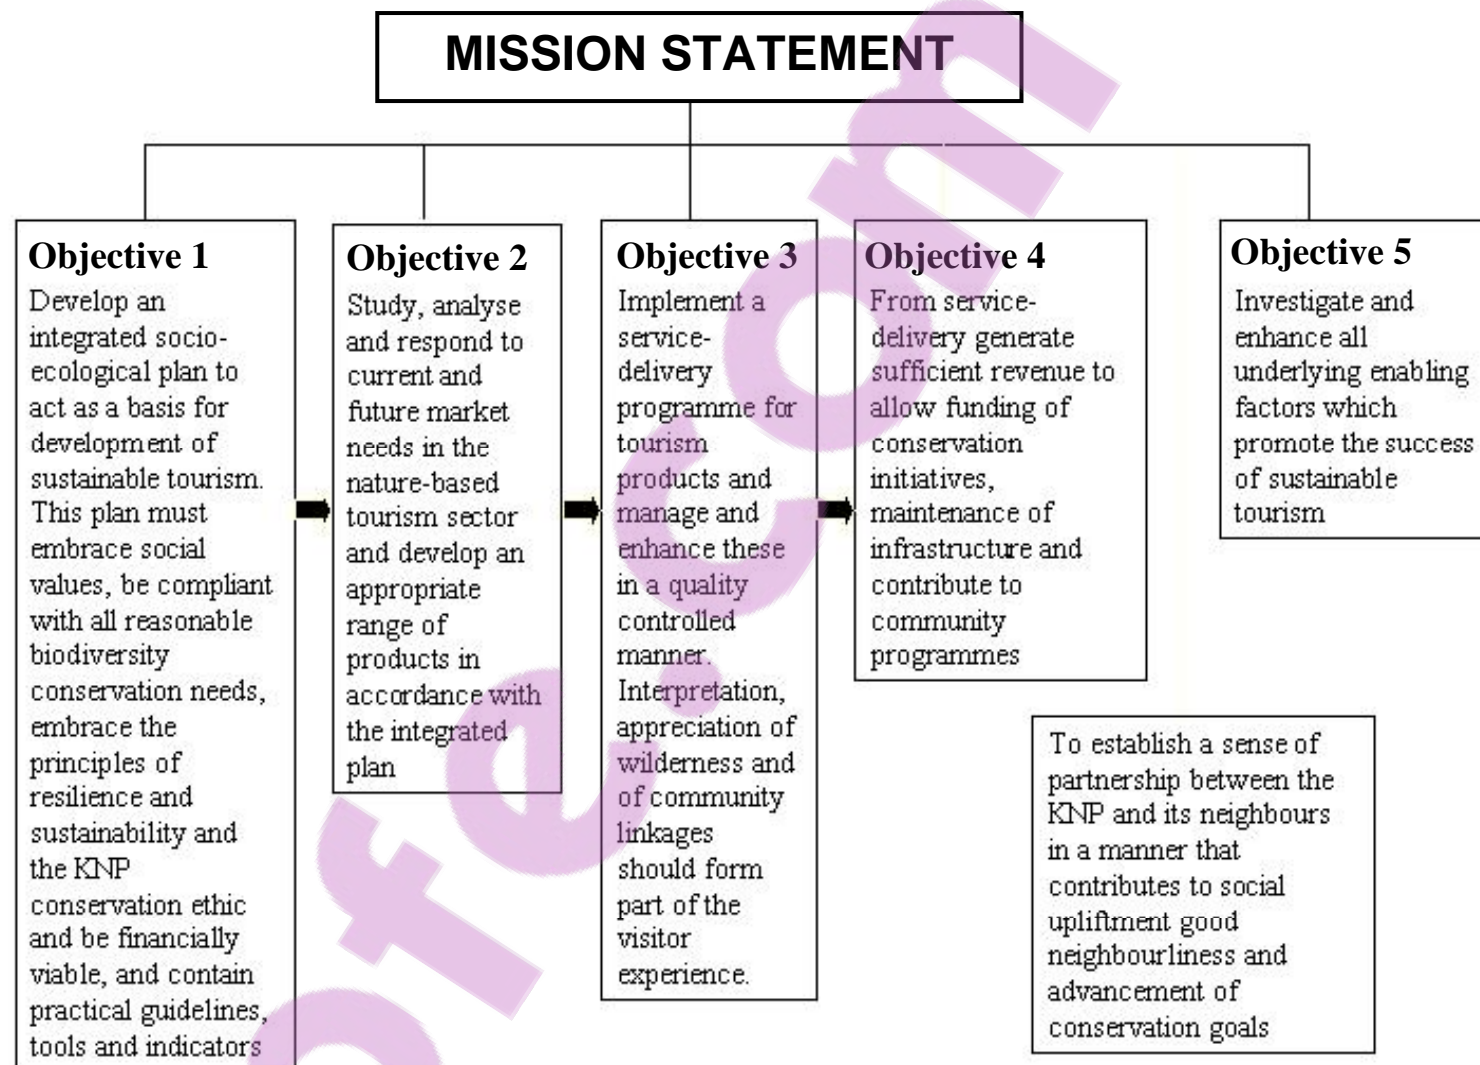 MISSION STATEMENT
Objective 1
Develop an
integrated socio-
ecological plan to
act as a basis for
development of
sustainable tourism.
This plan must
embrace social
values, be compliant
with all reasonable
biodiversity
conservation needs,
embrace the
principles of
resilience and
sustainability and
the KNP
conservation ethic
and be financially
viable, and contain
practical guidelines,
tools and indicators
Objective 2
Study, analyse
and respond to
current and
future market
needs in the
nature-based
tourism sector
and develop an
appropriate
range of
products in
accordance with
the integrated
plan
Objective 3
Implement a
service-
delivery
programme for
tourism
products and
manage and
enhance these
in a quality
controlled
manner.
Interpretation,
appreciation of
wilderness and
of community
linkages
should form
part of the
visitor
experience.
Objective 4
From service-
delivery generate
sufficient revenue to
allow funding of
conservation
initiatives,
maintenance of
infrastructure and
contribute to
community
programmes
Objective 5
Investigate and
enhance all
underlying enabling
factors which
promote the success
of sustainable
tourism
To establish a sense of
partnership between the
KNP and its neighbours
in a manner that
contributes to social
upliftment good
neighbourliness and
advancement of
conservation goals
ofe.com